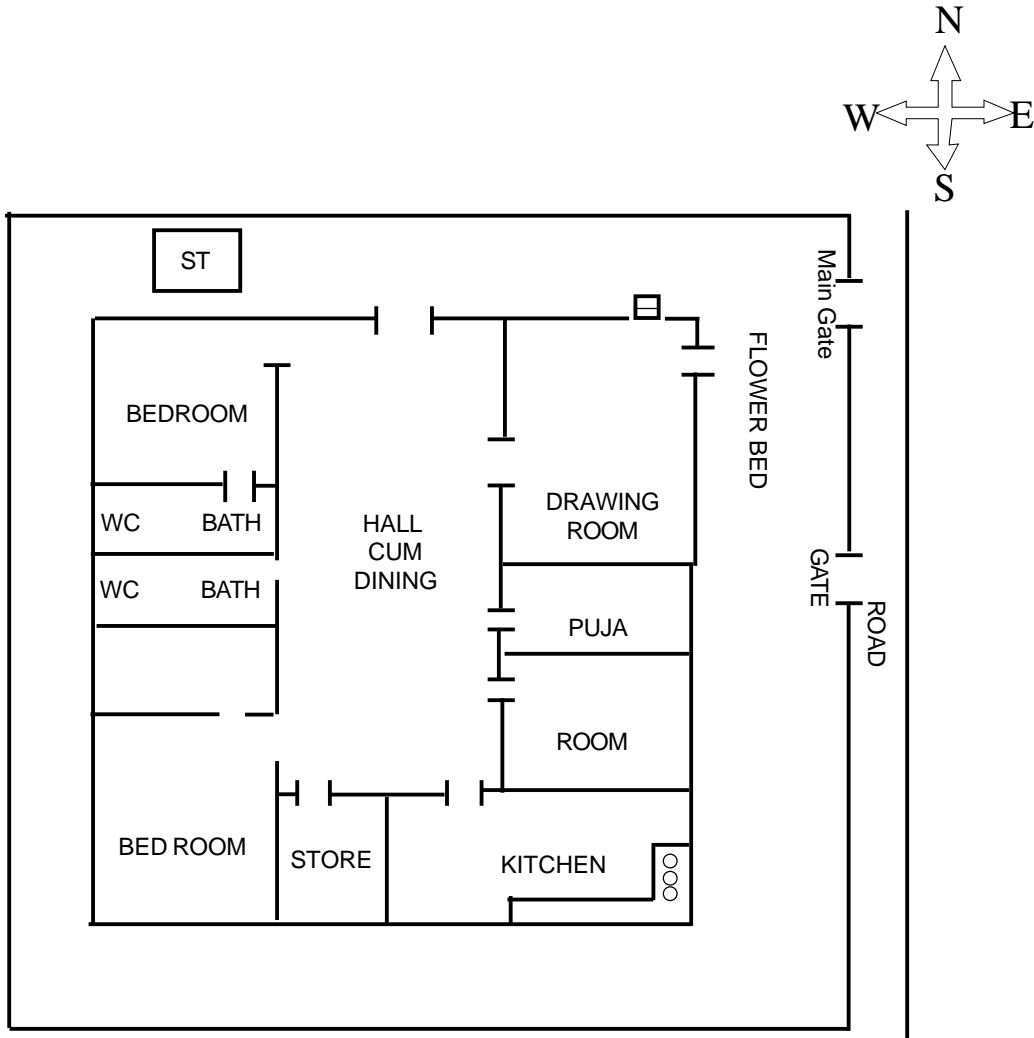 N
W E
S
ST
Main Gate
FLOWER BED
BEDROOM
WC BATH
HALL
CUM
DINING
DRAWING
ROOM
WC BATH
GATE
ROAD
PUJA
ROOM
BED ROOM
STORE
KITCHEN